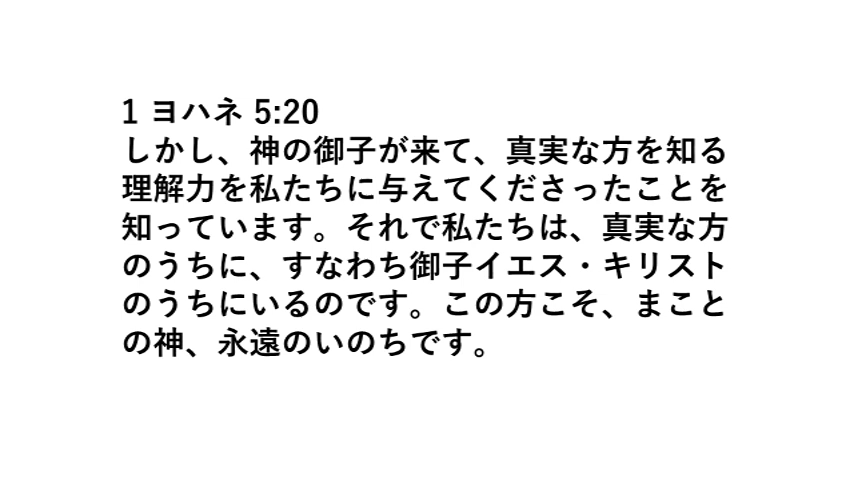 1 ヨハネ 5:20
しかし、神の御子が来て、真実な方を知る
理解力を私たちに与えてくださったことを
知っています。それで私たちは、真実な方
のうちに、すなわち御子イエス・キリスト
のうちにいるのです。この方こそ、まこと
の神、永遠のいのちです。